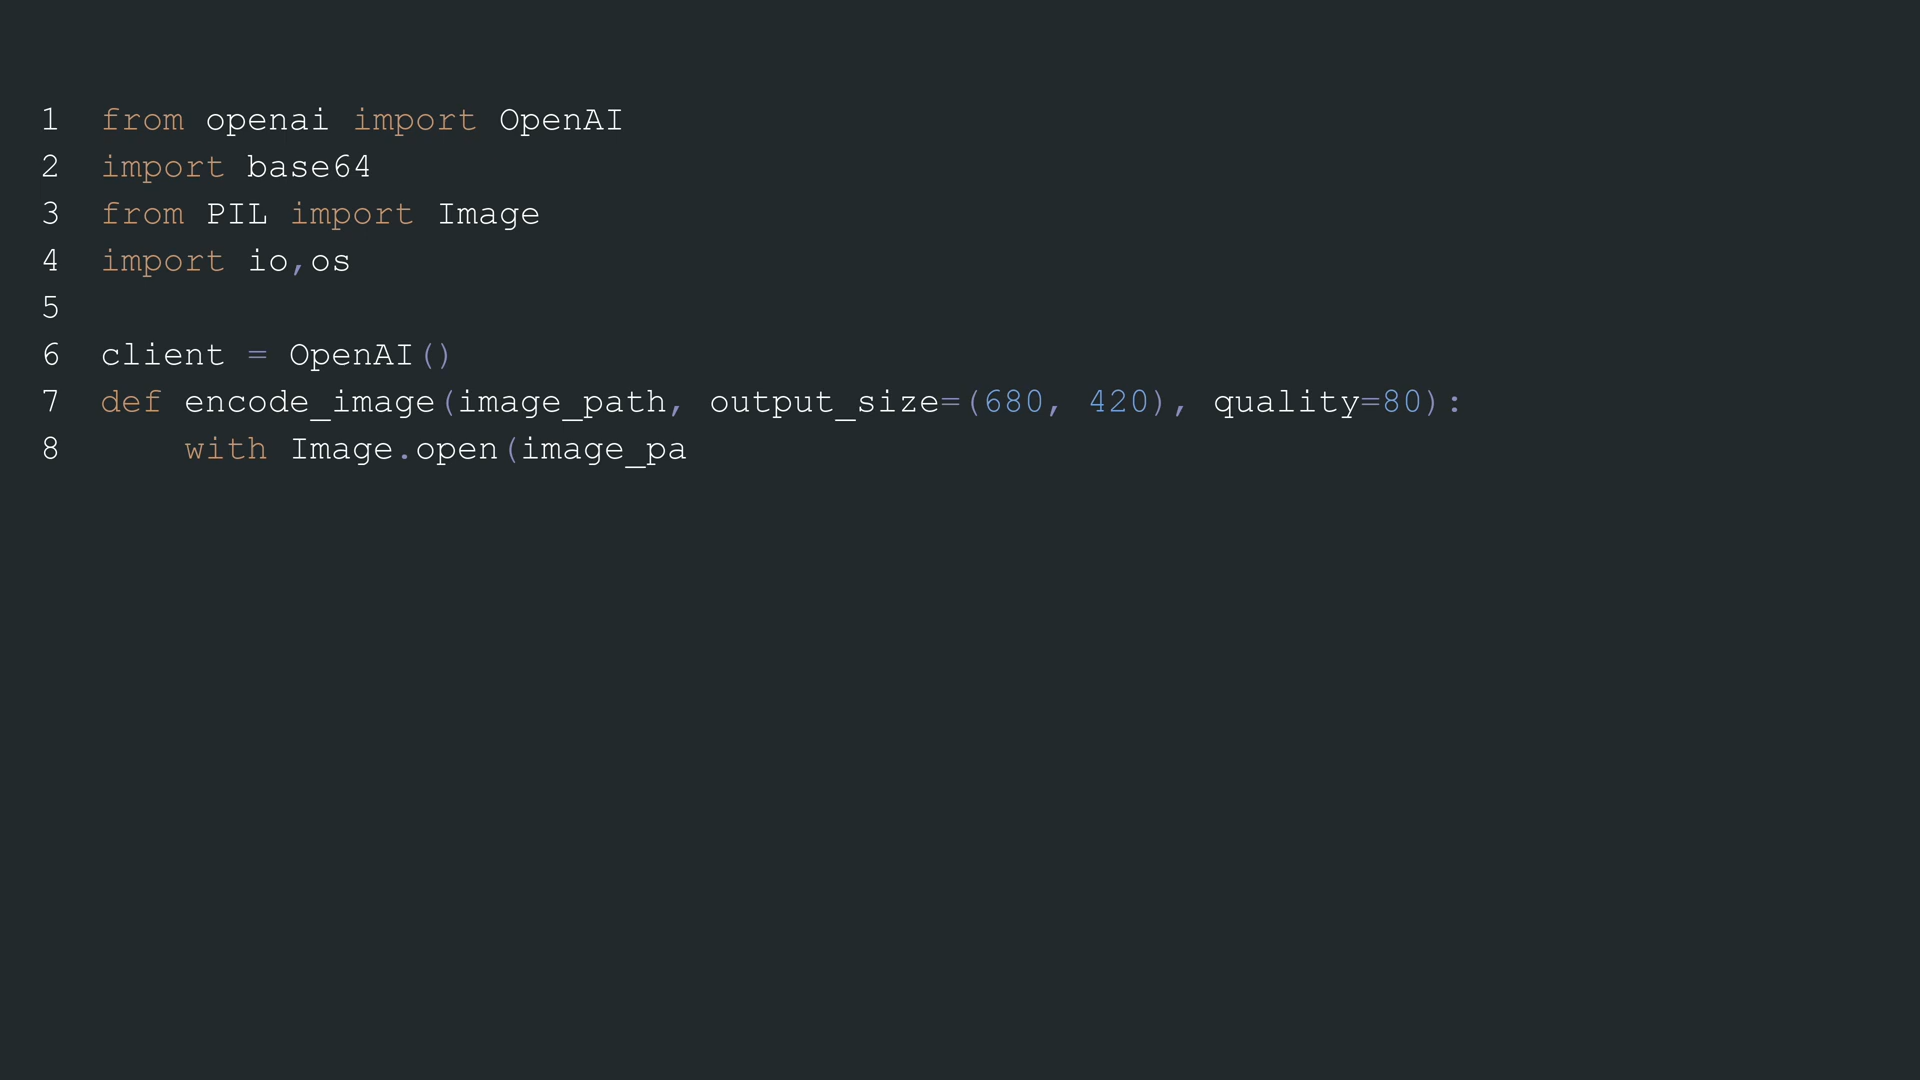 1 from openai import OpenAI
2 import base64
3 from PIL import Image
4 import io,os
5
6 client = OpenAI()
7 def encode_image(image_path, output_size=(680, 420), quality=80):
8     with Image.open(image_pa